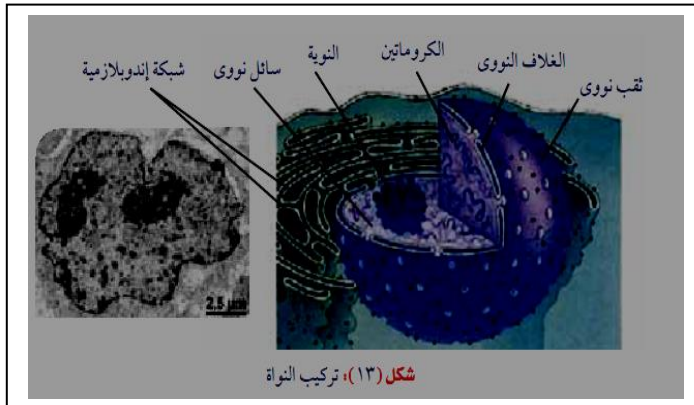 الغلاف النووى
الكروماتين
النوية
سائل نووى
شبكة إندوبلازمية
ثقب نووى
2.5 µm
شكل (١٣): تركيب النواة